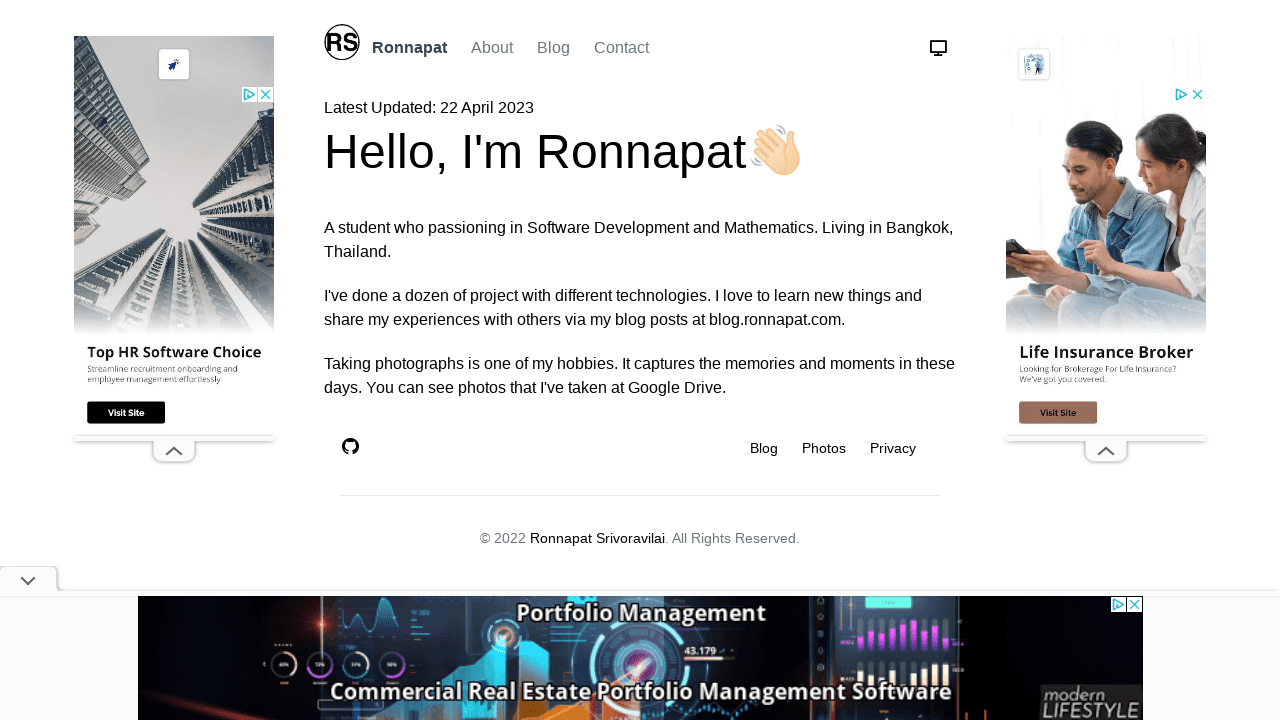 RS Ronnapat About Blog Contact
Latest Updated: 22 April 2023
Hello, I'm Ronnapat
A student who passioning in Software Development and Mathematics. Living in Bangkok,
Thailand.
I've done a dozen of project with different technologies. I love to learn new things and
share my experiences with others via my blog posts at blog.ronnapat.com.
Taking photographs is one of my hobbies. It captures the memories and moments in these
days. You can see photos that I've taken at Google Drive.
Blog Photos Privacy
© 2022 Ronnapat Srivoravilai. All Rights Reserved.
Top HR Software Choice
Streamline recruitment onboarding and
employee management effortlessly
Visit Site
Life Insurance Broker
Looking for Brokerage For Life Insurance?
We've got you covered.
Visit Site
Portfolio Management
43.179
Commercial Real Estate Portfolio Management Software
modern
LIFESTYLE